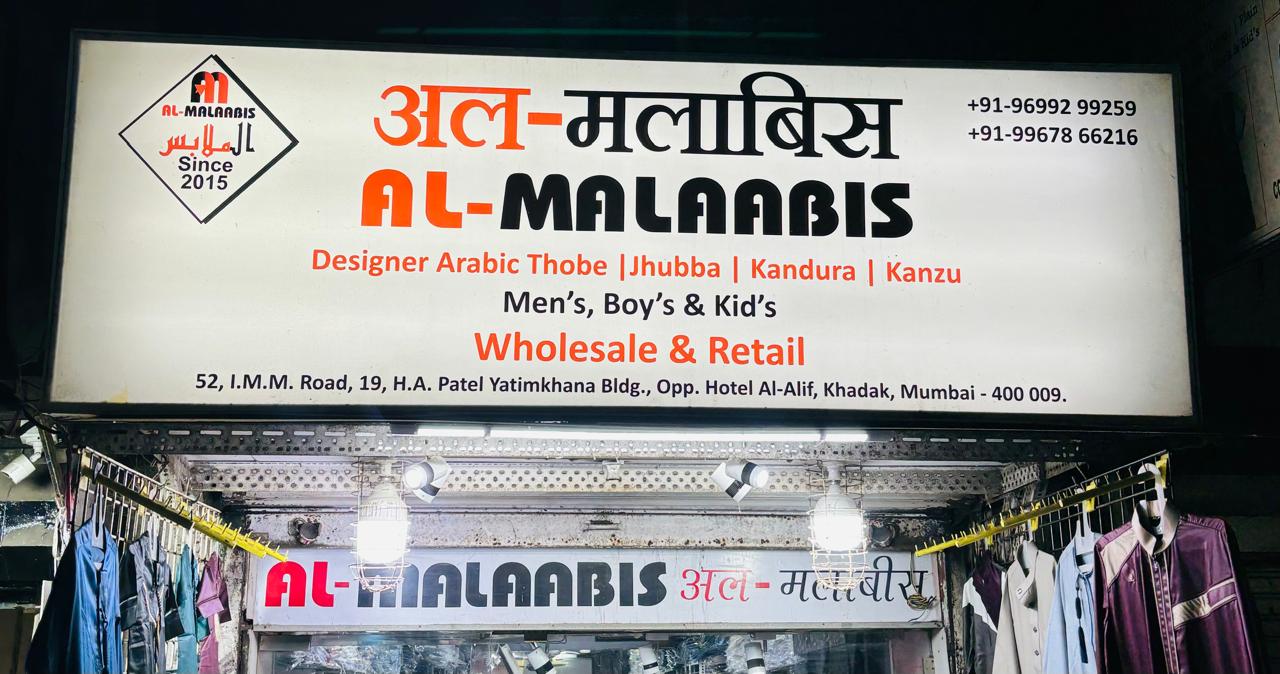 AL-MALAABIS
الملابس
Since
2015
अल-मलाबिस
AL-MALAABIS
+91-96992 99259
+91-99678 66216
Designer Arabic Thobe |Jhubba | Kandura | Kanzu
Men's, Boy's & Kid's
Wholesale & Retail
52, I.M.M. Road, 19, H.A. Patel Yatimkhana Bldg., Opp. Hotel Al-Alif, Khadak, Mumbai - 400 009.
AL-MALAABIS अल-मलाबीस
Plain
Kid's